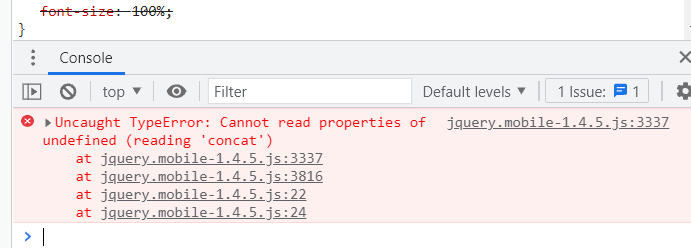 font-size: 100%;
}
Console
top ▼ Filter Default levels ▼ 1 Issue: 1
Uncaught TypeError: Cannot read properties of jquery.mobile-1.4.5.js:3337
undefined (reading 'concat')
at jquery.mobile-1.4.5.js:3337
at jquery.mobile-1.4.5.js:3816
at jquery.mobile-1.4.5.js:22
at jquery.mobile-1.4.5.js:24
>